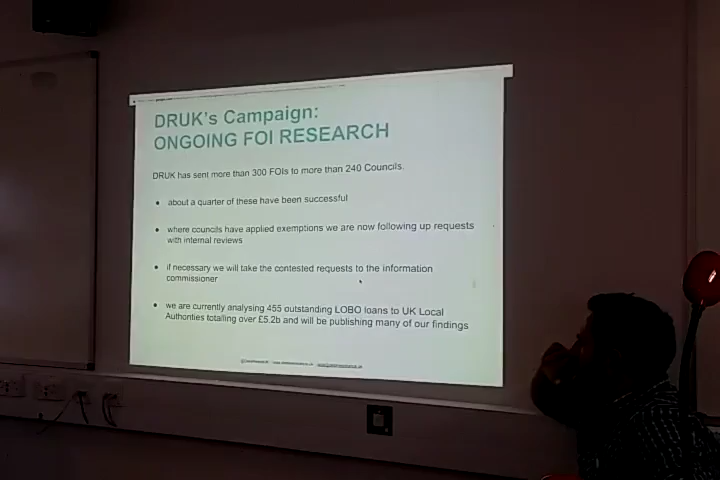 DRUK's Campaign:
ONGOING FOI RESEARCH
DRUK has sent more than 300 FOIs to more than 240 Councils.
• about a quarter of these have been successful
• where councils have applied exemptions we are now following up requests
with internal reviews
• if necessary we will take the contested requests to the information
commissioner
• we are currently analysing 455 outstanding LOBO loans to UK Local
Authorities totalling over £5.2b and will be publishing many of our findings